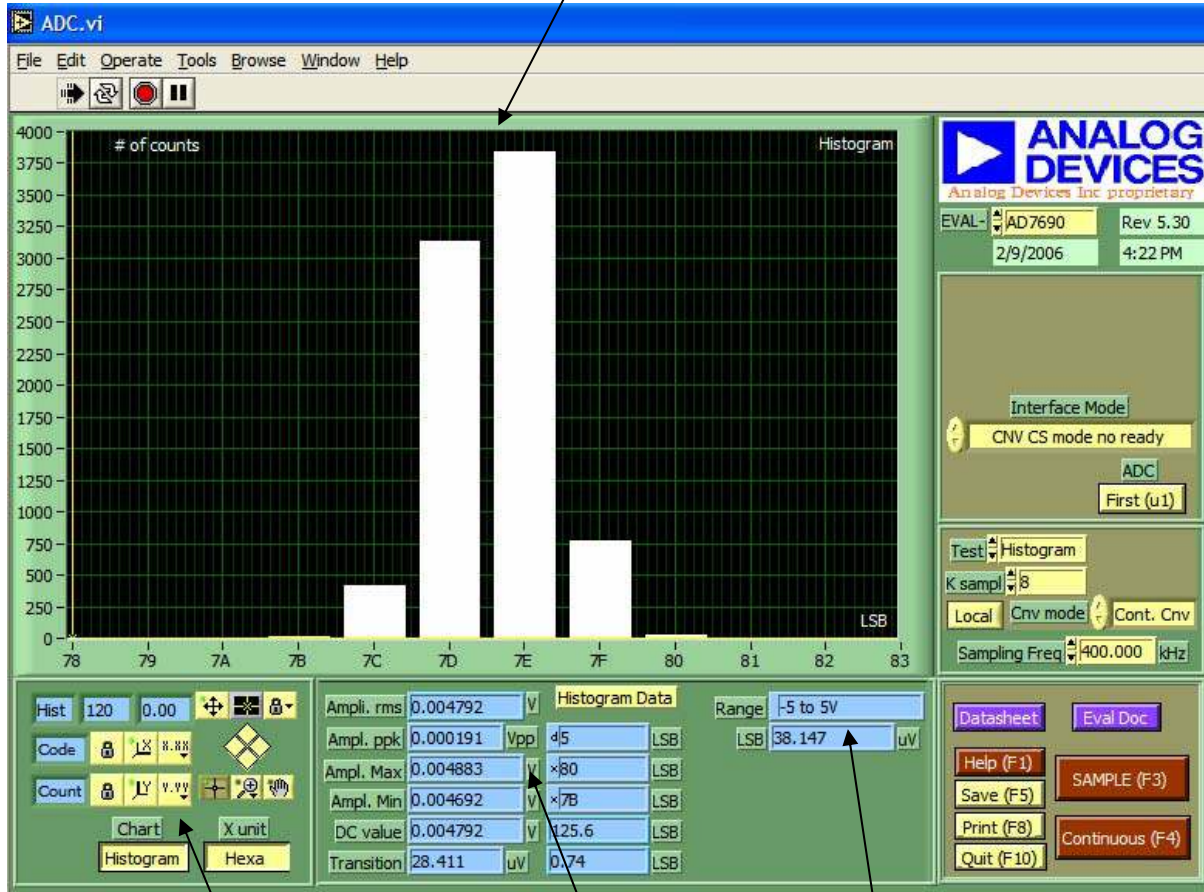 ADC.vi
File Edit Operate Tools Browse Window Help
# of counts
Histogram
4000
3750
3500
3250
3000
2750
2500
2250
2000
1750
1500
1250
1000
750
500
250
0
LSB
78 79 7A 7B 7C 7D 7E 7F 80 81 82 83
ANALOG
DEVICES
Analog Devices Inc proprietary
EVAL- AD7690 Rev 5.30
2/9/2006 4:22 PM
Interface Mode
CNV CS mode no ready
ADC
First (u1)
Test Histogram
K sampl 8
Local Cnv mode Cont. Cnv
Sampling Freq 400.000 kHz
Hist 120 0.00
Code X X.XX
Count Y Y.YY
Chart X unit
Histogram Hexa
Histogram Data
Ampli. rms 0.004792 V
Ampl. ppk 0.000191 Vpp d 5 LSB
Ampl. Max 0.004883 V x 80 LSB
Ampl. Min 0.004692 V x 7B LSB
DC value 0.004792 V 125.6 LSB
Transition 28.411 uV 0.74 LSB
Range -5 to 5V
LSB 38.147 uV
Datasheet Eval Doc
Help (F1)
Save (F5)
Print (F8)
Quit (F10)
SAMPLE (F3)
Continuous (F4)